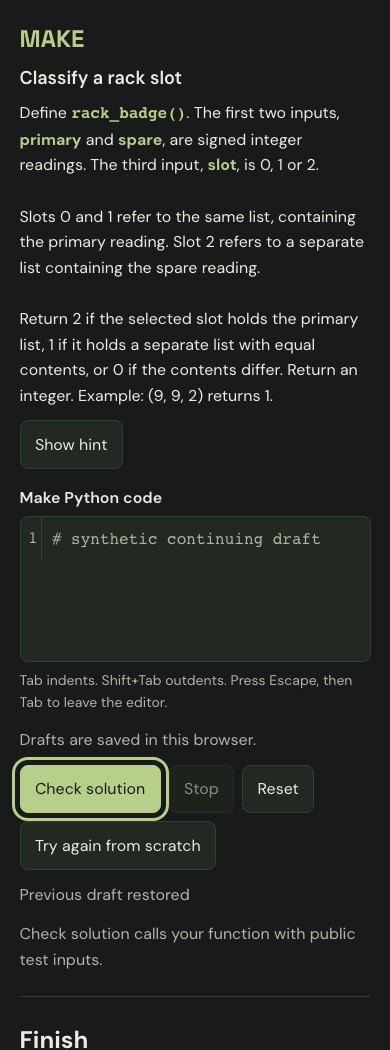 MAKE
Classify a rack slot
Define rack_badge(). The first two inputs,
primary and spare, are signed integer
readings. The third input, slot, is 0, 1 or 2.
Slots 0 and 1 refer to the same list, containing
the primary reading. Slot 2 refers to a separate
list containing the spare reading.
Return 2 if the selected slot holds the primary
list, 1 if it holds a separate list with equal
contents, or 0 if the contents differ. Return an
integer. Example: (9, 9, 2) returns 1.
Show hint
Make Python code
1 # synthetic continuing draft
Tab indents. Shift+Tab outdents. Press Escape, then
Tab to leave the editor.
Drafts are saved in this browser.
Check solution Stop Reset
Try again from scratch
Previous draft restored
Check solution calls your function with public
test inputs.
Finish